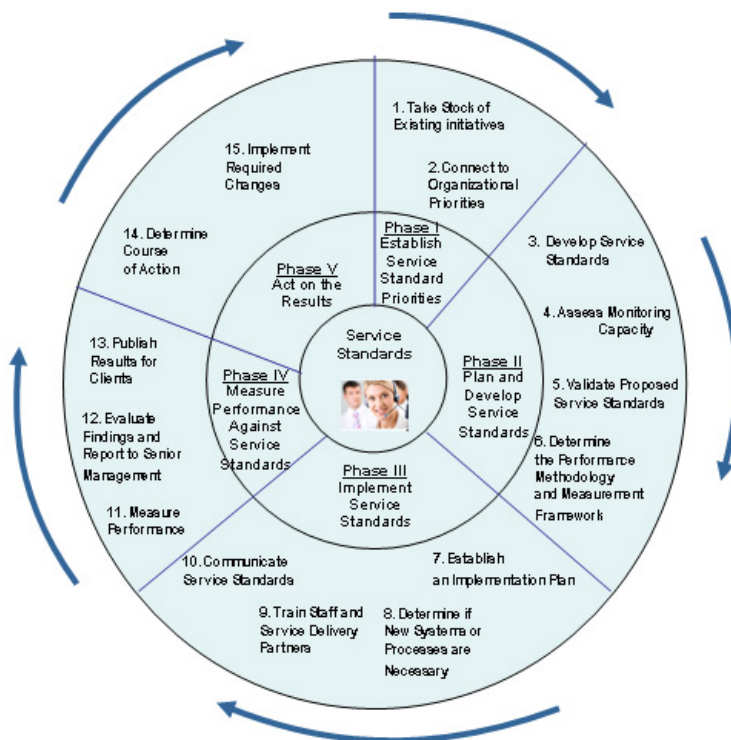 1. Take Stock of
Existing initiatives
2. Connect to
Organizational
Priorities
3. Develop Service
Standards
4. Assess Monitoring
Capacity
5. Validate Proposed
Service Standards
6. Determine
the Performance
Methodology
and Measurement
Framework
7. Establish
an Implementation Plan
8. Determine if
New Systems or
Processes are
Necessary
9. Train Staff and
Service Delivery
Partners
10. Communicate
Service Standards
11. Measure
Performance
12. Evaluate
Findings and
Report to Senior
Management
13. Publish
Results for
Clients
14. Determine
Course
of Action
15. Implement
Required
Changes
Phase I
Establish
Service
Standard
Priorities
Phase II
Plan and
Develop
Service
Standards
Phase III
Implement
Service
Standards
Phase IV
Measure
Performance
Against
Service
Standards
Phase V
Act on the
Results
Service
Standards